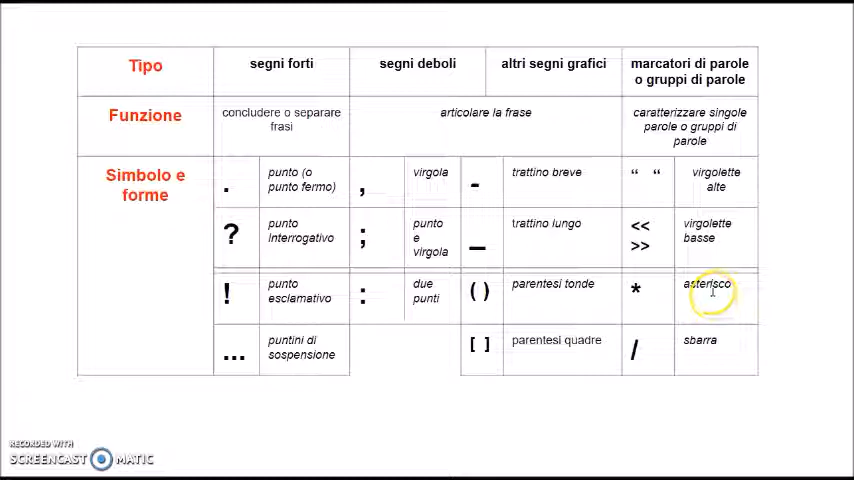 Tipo segni forti segni deboli altri segni grafici marcatori di parole
o gruppi di parole
Funzione concludere o separare articolare la frase caratterizzare singole
frasi parole o gruppi di
parole
Simbolo e
forme
. punto (o , virgola - trattino breve “ “ virgolette
punto fermo) alte
? punto ; punto _ trattino lungo << virgolette
Interrogativo e >> basse
virgola
! punto : due ( ) parentesi tonde * asterisco
esclamativo punti
... puntini di [ ] parentesi quadre / sbarra
sospensione
RECORDED WITH
SCREENCAST MATIC